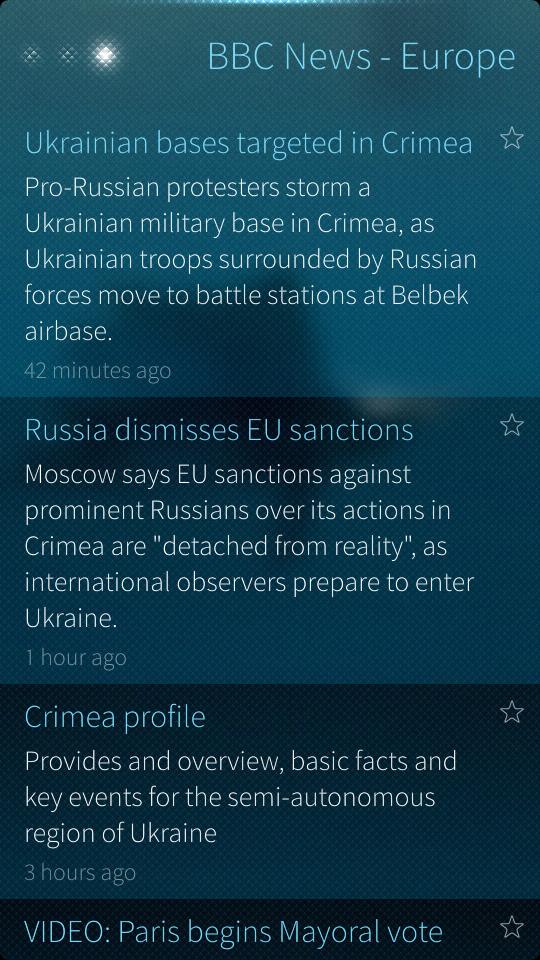 BBC News - Europe
Ukrainian bases targeted in Crimea
Pro-Russian protesters storm a
Ukrainian military base in Crimea, as
Ukrainian troops surrounded by Russian
forces move to battle stations at Belbek
airbase.
42 minutes ago
Russia dismisses EU sanctions
Moscow says EU sanctions against
prominent Russians over its actions in
Crimea are "detached from reality", as
international observers prepare to enter
Ukraine.
1 hour ago
Crimea profile
Provides and overview, basic facts and
key events for the semi-autonomous
region of Ukraine
3 hours ago
VIDEO: Paris begins Mayoral vote